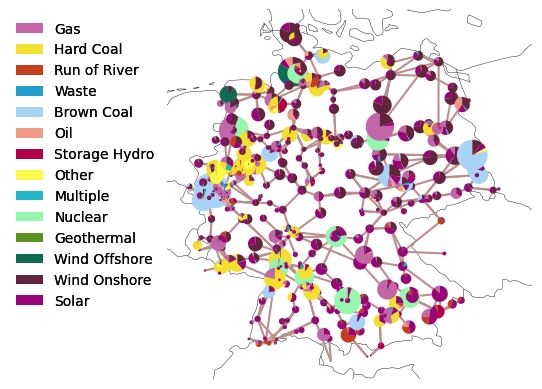 Gas
Hard Coal
Run of River
Waste
Brown Coal
Oil
Storage Hydro
Other
Multiple
Nuclear
Geothermal
Wind Offshore
Wind Onshore
Solar